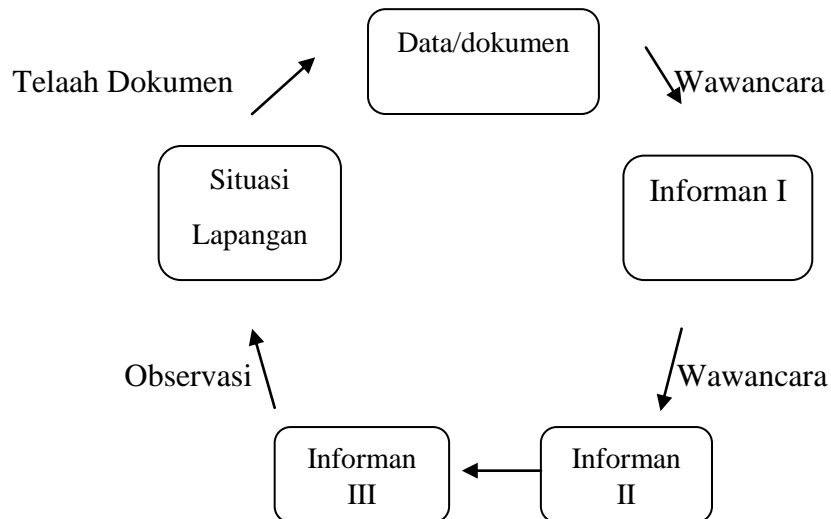 Data/dokumen
Telaah Dokumen
Wawancara
Situasi
Lapangan
Informan I
Observasi
Wawancara
Informan
III
Informan
II